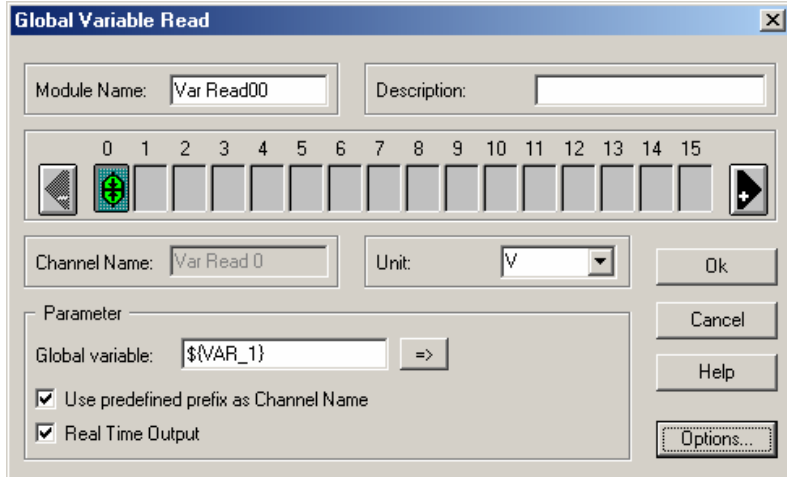 Global Variable Read
Module Name: Var Read00 Description:
0 1 2 3 4 5 6 7 8 9 10 11 12 13 14 15
Channel Name: Var Read 0 Unit: V Ok
Parameter Cancel
Global variable: ${VAR_1} => Help
Use predefined prefix as Channel Name
Real Time Output Options...